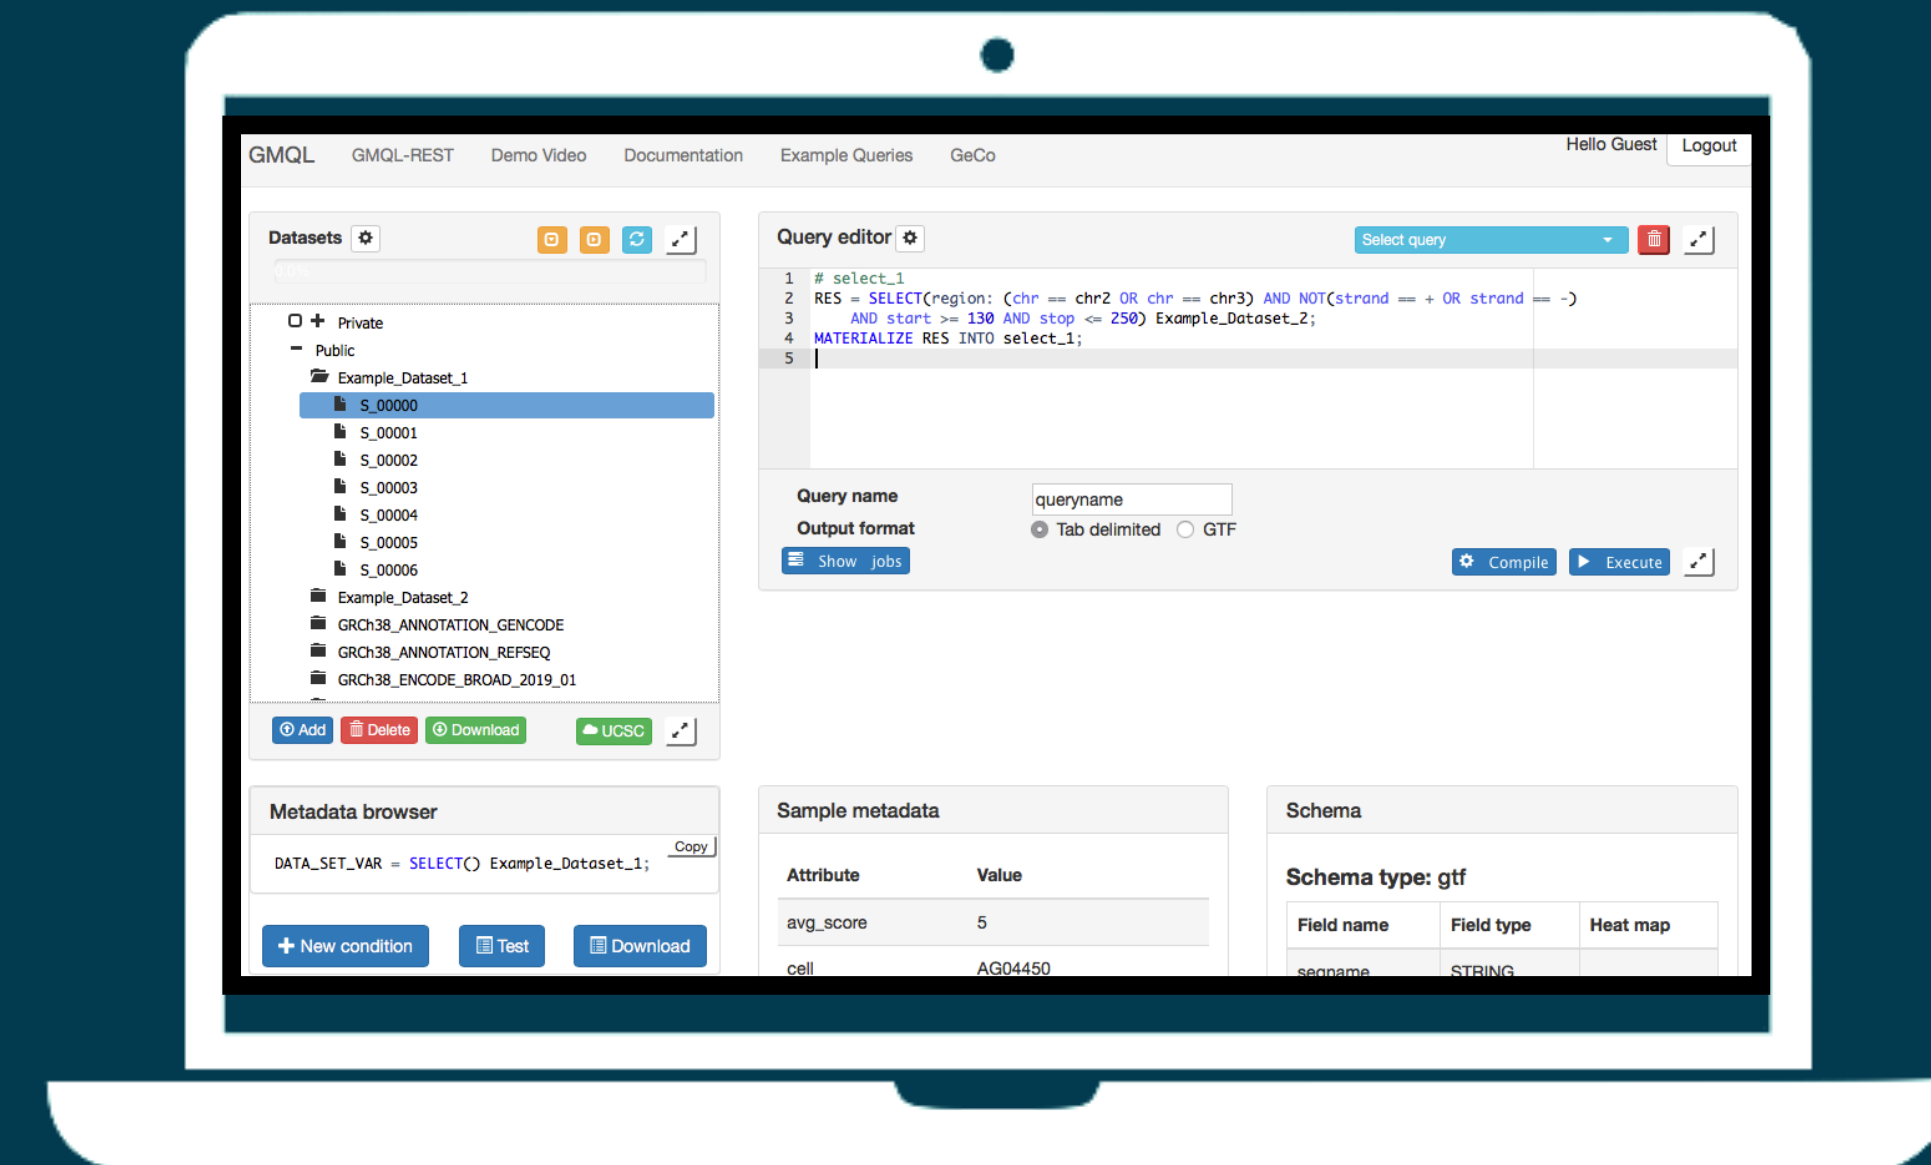 GMQL GMQL-REST Demo Video Documentation Example Queries GeCo Hello Guest Logout
Datasets
Private
Public
Example_Dataset_1
S_00000
S_00001
S_00002
S_00003
S_00004
S_00005
S_00006
Example_Dataset_2
GRCh38_ANNOTATION_GENCODE
GRCh38_ANNOTATION_REFSEQ
GRCh38_ENCODE_BROAD_2019_01
Add Delete Download UCSC
Query editor Select query
1 # select_1
2 RES = SELECT(region: (chr == chr2 OR chr == chr3) AND NOT(strand == + OR strand == -)
3 AND start >= 130 AND stop <= 250) Example_Dataset_2;
4 MATERIALIZE RES INTO select_1;
5
Query name queryname
Output format Tab delimited GTF
Show jobs Compile Execute
Metadata browser
Copy
DATA_SET_VAR = SELECT() Example_Dataset_1;
New condition Test Download
Sample metadata
Attribute Value
avg_score 5
cell AG04450
Schema
Schema type: gtf
Field name Field type Heat map
seqname STRING